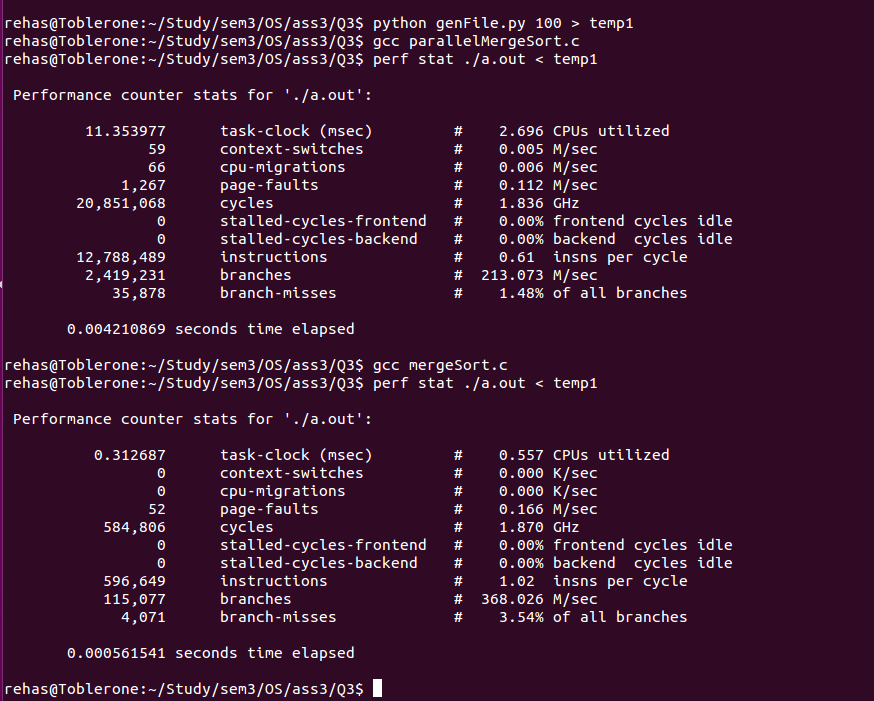 rehas@Toblerone:~/Study/sem3/OS/ass3/Q3$ python genFile.py 100 > temp1
rehas@Toblerone:~/Study/sem3/OS/ass3/Q3$ gcc parallelMergeSort.c
rehas@Toblerone:~/Study/sem3/OS/ass3/Q3$ perf stat ./a.out < temp1
Performance counter stats for './a.out':
11.353977 task-clock (msec) # 2.696 CPUs utilized
59 context-switches # 0.005 M/sec
66 cpu-migrations # 0.006 M/sec
1,267 page-faults # 0.112 M/sec
20,851,068 cycles # 1.836 GHz
0 stalled-cycles-frontend # 0.00% frontend cycles idle
0 stalled-cycles-backend # 0.00% backend cycles idle
12,788,489 instructions # 0.61 insns per cycle
2,419,231 branches # 213.073 M/sec
35,878 branch-misses # 1.48% of all branches
0.004210869 seconds time elapsed
rehas@Toblerone:~/Study/sem3/OS/ass3/Q3$ gcc mergeSort.c
rehas@Toblerone:~/Study/sem3/OS/ass3/Q3$ perf stat ./a.out < temp1
Performance counter stats for './a.out':
0.312687 task-clock (msec) # 0.557 CPUs utilized
0 context-switches # 0.000 K/sec
0 cpu-migrations # 0.000 K/sec
52 page-faults # 0.166 M/sec
584,806 cycles # 1.870 GHz
0 stalled-cycles-frontend # 0.00% frontend cycles idle
0 stalled-cycles-backend # 0.00% backend cycles idle
596,649 instructions # 1.02 insns per cycle
115,077 branches # 368.026 M/sec
4,071 branch-misses # 3.54% of all branches
0.000561541 seconds time elapsed
rehas@Toblerone:~/Study/sem3/OS/ass3/Q3$